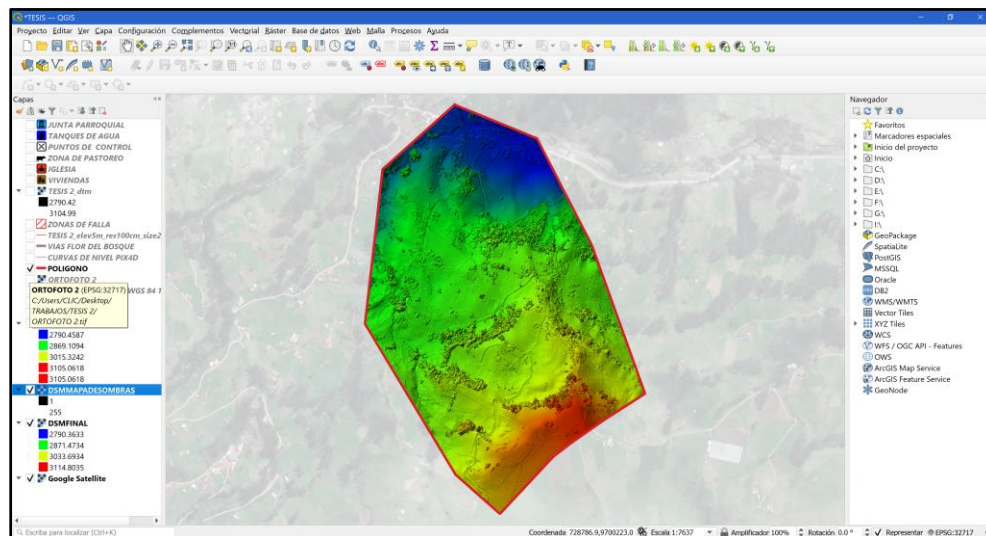 *TESIS — QGIS
Proyecto Editar Ver Capa Configuración Complementos Vectorial Ráster Base de datos Web Malla Procesos Ayuda
Capas
JUNTA PARROQUIAL
TANQUES DE AGUA
PUNTOS DE CONTROL
ZONA DE PASTOREO
IGLESIA
VIVIENDAS
TESIS 2_dtm
2790.42
3104.99
ZONAS DE FALLA
TESIS 2_elev5m_res100cm_size2
VIAS FLOR DEL BOSQUE
CURVAS DE NIVEL PIX4D
POLIGONO
ORTOFOTO 2
ORTOFOTO 2 (EPSG:32717)
WGS 84 1
C:/Users/CLIC/Desktop/
TRABAJOS/TESIS 2/
ORTOFOTO 2.tif
2790.4587
2869.1094
3015.3242
3105.0618
3105.0618
DSMMAPADESOMBRAS
1
255
DSMFINAL
2790.3633
2871.4734
3033.6934
3114.8035
Google Satellite
Navegador
Favoritos
Marcadores espaciales
Inicio del proyecto
Inicio
C:\
D:\
E:\
F:\
G:\
I:\
GeoPackage
SpatiaLite
PostGIS
MSSQL
Oracle
DB2
WMS/WMTS
Vector Tiles
XYZ Tiles
WCS
WFS / OGC API - Features
OWS
ArcGIS Map Service
ArcGIS Feature Service
GeoNode
Escriba para localizar (Ctrl+K)
Coordenada 728786.9,9700223.0 Escala 1:7637 Amplificador 100% Rotación 0.0 ° Representar EPSG:32717